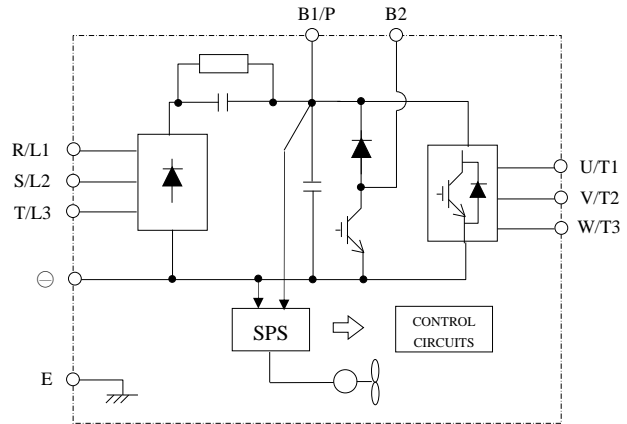 B1/P B2
R/L1
S/L2
T/L3
U/T1
V/T2
W/T3
⊖
SPS
CONTROL
CIRCUITS
E